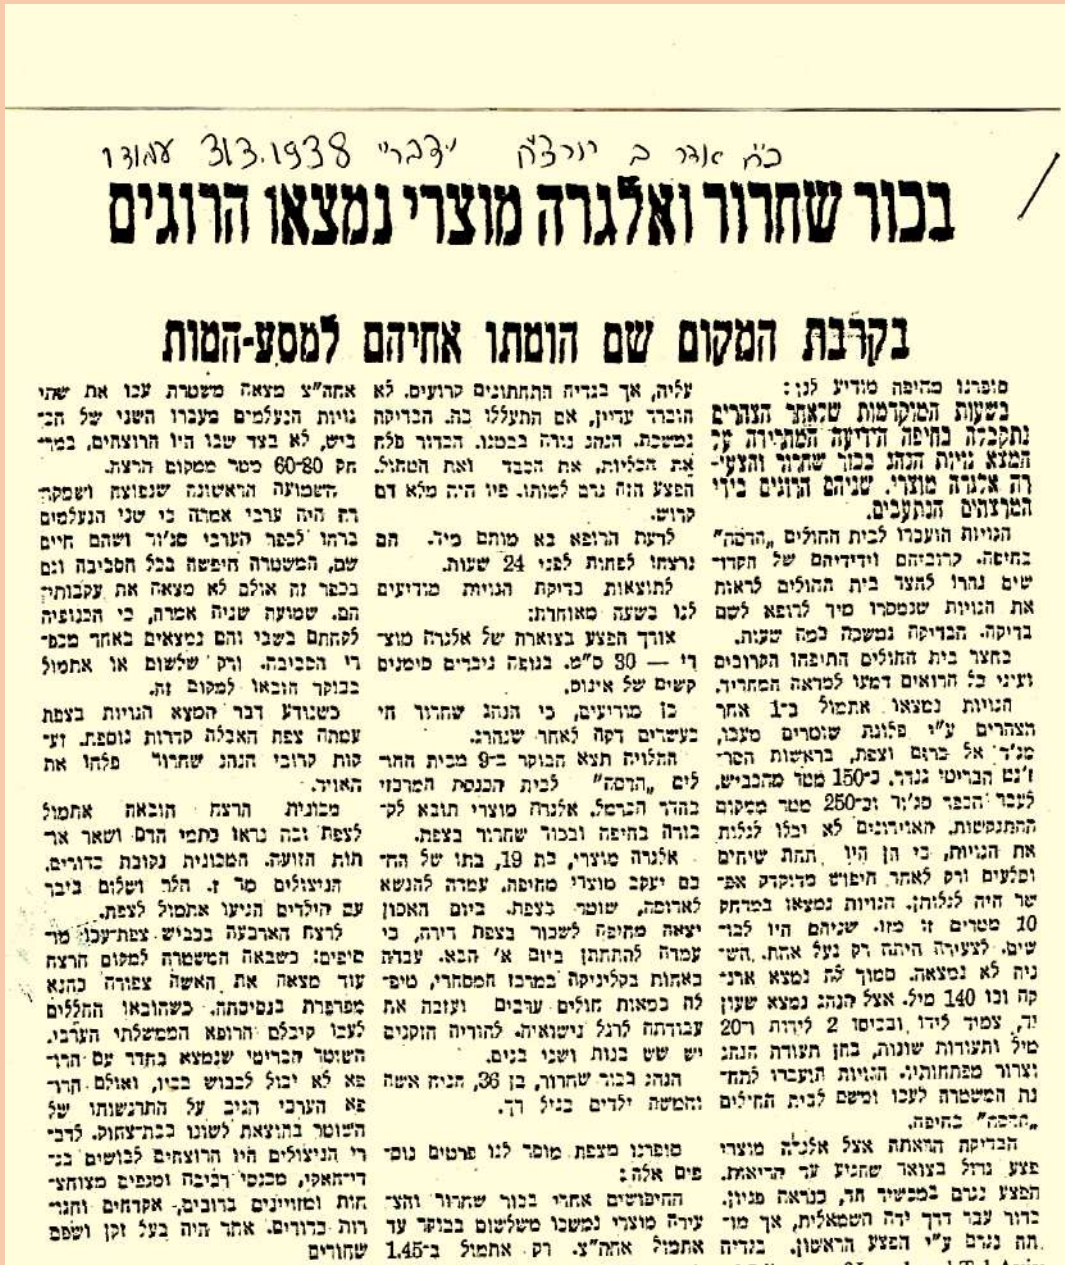 כ"ח אדר ב תרצ"ח "דבר" 31.3.1938 עמוד 1
בכור שחרור ואלגרה מוצרי נמצאו הרוגים
בקרבת המקום שם הומתו אחיהם למסע-המות
סופרנו מחיפה מודיע לנו:
בשעות המוקדמות שלאחר הצהרים
נתקבלה בחיפה הידיעה המחרידה על
המצא גויות הנהג בכור שחרור והצעי-
רה אלגרה מוצרי. שניהם הרוגים בידי
המרצחים הנתעבים.
הגויות הועברו לבית החולים „הדסה"
בחיפה. קרוביהם וידידיהם של הקדו-
שים נהרו לחצר בית החולים לראות
את הגויות שנמסרו מיד לרופא לשם
בדיקה. הבדיקה נמשכה כמה שעות.
בחצר בית החולים התיפחו הקרובים
ועיני כל הרואים דמעו למראה המחריד.
הגויות נמצאו אתמול ב-1 אחר
הצהרים ע"י פלוגת שוטרים מעכו,
מג'ד אל כרום וצפת, בראשות הסר-
ז'נט הבריטי נגדר. כ-150 מטר מהכביש,
לעבר הכפר סג'וד וכ-250 מטר ממקום
ההתנקשות. האוירונים לא יכלו לגלות
את הגויות, כי הן היו תחת שיחים
וסלעים ורק לאחר חיפוש מדוקדק אפ-
שר היה לגלותן. הגויות נמצאו במרחק
10 מטרים זו מזו. שניהם היו לבו-
שים. לצעירה היתה רק נעל אחת. השי-
ניה לא נמצאה. סמוך לה נמצא ארנ-
קה ובו 140 מיל. אצל הנהג נמצא שעון
יד, צמיד לידו ובכיסו 2 לירות ו-20
מיל ותעודות שונות, בהן תעודת הנהג
וצרור מפתחותיו. הגויות הועברו לתח-
נת המשטרה לעכו ומשם לבית החולים
„הדסה" בחיפה.
הבדיקה הראתה אצל אלגרה מוצרי
פצע גדול בצואר שהגיע עד
הפצע נגרם במכשיר חד, כנראה פגיון.
כדור עבר דרך ידה השמאלית, אך מו-
תה נגרם ע"י הפצע הראשון. בגדיה
עליה, אך בגדיה התחתונים קרועים. לא
הוברר עדיין, אם התעללו בה. הבדיקה
נמשכת. הנהג נורה בבטנו. הכדור פלח
את הכליות, את הכבד ואת הטחול.
הפצע הזה גרם למותו. פיו היה מלא דם
קרוש.
לדעת הרופא בא מותם מיד. הם
נרצחו לפחות לפני 24 שעות.
לתוצאות בדיקת הגויות מודיעים
לנו בשעה מאוחרת:
אורך הפצע בצוארה של אלגרה מוצ-
רי — 30 ס"מ. בגופה ניכרים סימנים
קשים של אינוס.
כן מודיעים, כי הנהג שחרור חי
כעשרים דקה לאחר שנהרג.
ההלויה תצא הבוקר ב-9 מבית החו-
לים „הדסה" לבית הכנסת המרכזי
בהדר הכרמל. אלגרה מוצרי תובא לק-
בורה בחיפה ובכור שחרור בצפת.
אלגרה מוצרי, בת 19, בתו של הח-
כם יעקב מוצרי מחיפה, עמדה להנשא
לארוסה, שוטר בצפת. ביום האסון
יצאה מחיפה לשכור בצפת דירה, כי
עמדה להתחתן ביום א' הבא. עבדה
כאחות בקליניקה במרכז המסחרי, טיפ-
לה במאות חולים ערבים ועזבה את
עבודתה לרגל נישואיה. להוריה הזקנים
יש שש בנות ושני בנים.
הנהג בכור שחרור, בן 36, הניח אשה
וחמשה ילדים בגיל רך.
סופרנו מצפת מוסר לנו פרטים נוס-
פים אלה:
החיפושים אחרי בכור שחרור והצ-
עירה מוצרי נמשכו משלשום בבוקר עד
אתמול אחה"צ. רק אתמול ב-1.45
אחה"צ מצאה משטרת עכו את שתי
גויות הנעלמים מעברו השני של הכ-
ביש, לא בצד שבו היו הרוצחים, במר-
חק 60-80 מטר ממקום הרצח.
השמועה הראשונה שנפוצה ושמקו-
רה היה ערבי אמרה כי שני הנעלמים
ברחו לכפר הערבי סג'וד ושהם חיים
שם, המשטרה חיפשה בכל הסביבה וגם
בכפר זה אולם לא מצאה את עקבותי-
הם. שמועה שניה אמרה, כי הכנופיה
לקחתם בשבי והם נמצאים באחד מכפ-
רי הסביבה. ורק שלשום או אתמול
בבוקר הובאו למקום זה.
כשנודע דבר המצא הגויות בצפת
עטתה צפת האבלה קדרות נוספת. זע-
קות קרובי הנהג שחרור פלחו את
האויר.
מכונית הרצח הובאה אתמול
לצפת ובה נראו כתמי הדם ושאר או-
תות הזועה. המכונית נקובת כדורים.
הניצולים מר ז. הלר ושלום ביבר
עם הילדים הגיעו אתמול לצפת.
לרצח הארבעה בכביש צפת-עכו מו-
סיפים: כשבאה המשטרה למקום הרצח
עוד מצאה את האשה צפורה כהנא
מפרפרת בגסיסתה. כשהובאו החללים
לעכו קיבלם הרופא הממשלתי הערבי.
השוטר הבריטי שנמצא בחדר עם הרו-
פא לא יכול לכבוש בכיו, ואולם הרו-
פא הערבי הגיב על התרגשותו של
השוטר בהוצאת לשונו בבת-צחוק. לדב-
רי הניצולים היו הרוצחים לבושים בג-
די-חאקי, מכנסי רכיבה ומגפים מצוחצ-
חות ומזויינים ברובים, אקדחים וחגו-
רות כדורים. אחד היה בעל זקן ושפם
שחורים